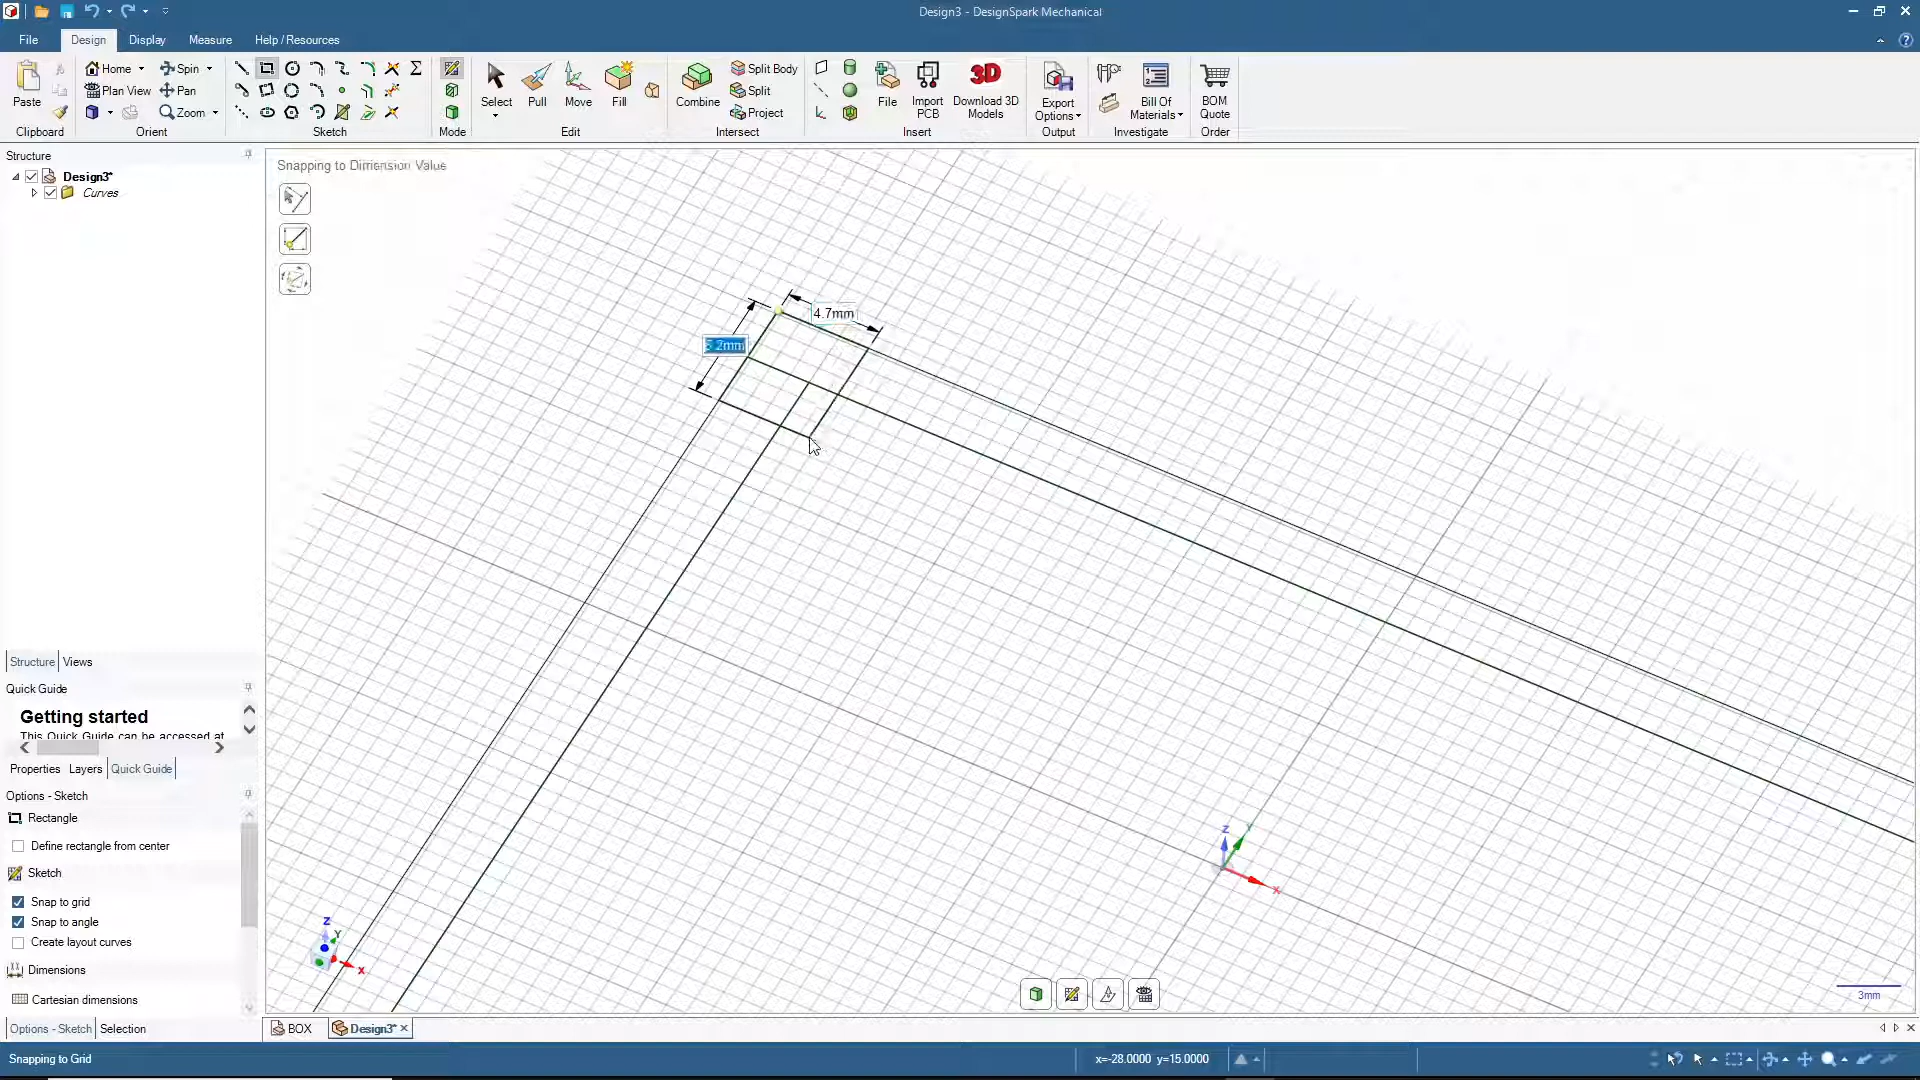 Design3 - DesignSpark Mechanical
File Design Display Measure Help / Resources
Paste
Home
Plan View
Spin
Pan
Zoom
Select
Pull
Move
Fill
Combine
Split Body
Split
Project
File
Import PCB
3D
Download 3D Models
Export Options
Bill Of Materials
BOM Quote
Clipboard Orient Sketch Mode Edit Intersect Insert Output Investigate Order
Structure
Design3*
Curves
Snapping to Dimension Value
4.7mm
Z
Y
x
Z
Y
x
3mm
Structure Views
Quick Guide
Getting started
This Quick Guide can be accessed at
Properties Layers Quick Guide
Options - Sketch
Rectangle
Define rectangle from center
Sketch
Snap to grid
Snap to angle
Create layout curves
Dimensions
Cartesian dimensions
Options - Sketch Selection
BOX Design3*
Snapping to Grid
x=-28.0000 y=15.0000